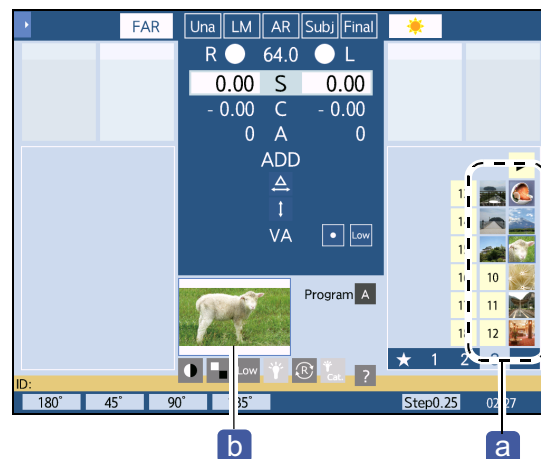 FAR Una LM AR Subj Final
R 64.0 L
0.00 S 0.00
- 0.00 C - 0.00
0 A 0
ADD
VA Low
Program A
10
11
12
Low R Cat. ?
★ 1 2
ID:
180° 45° 90° Step0.25
b a